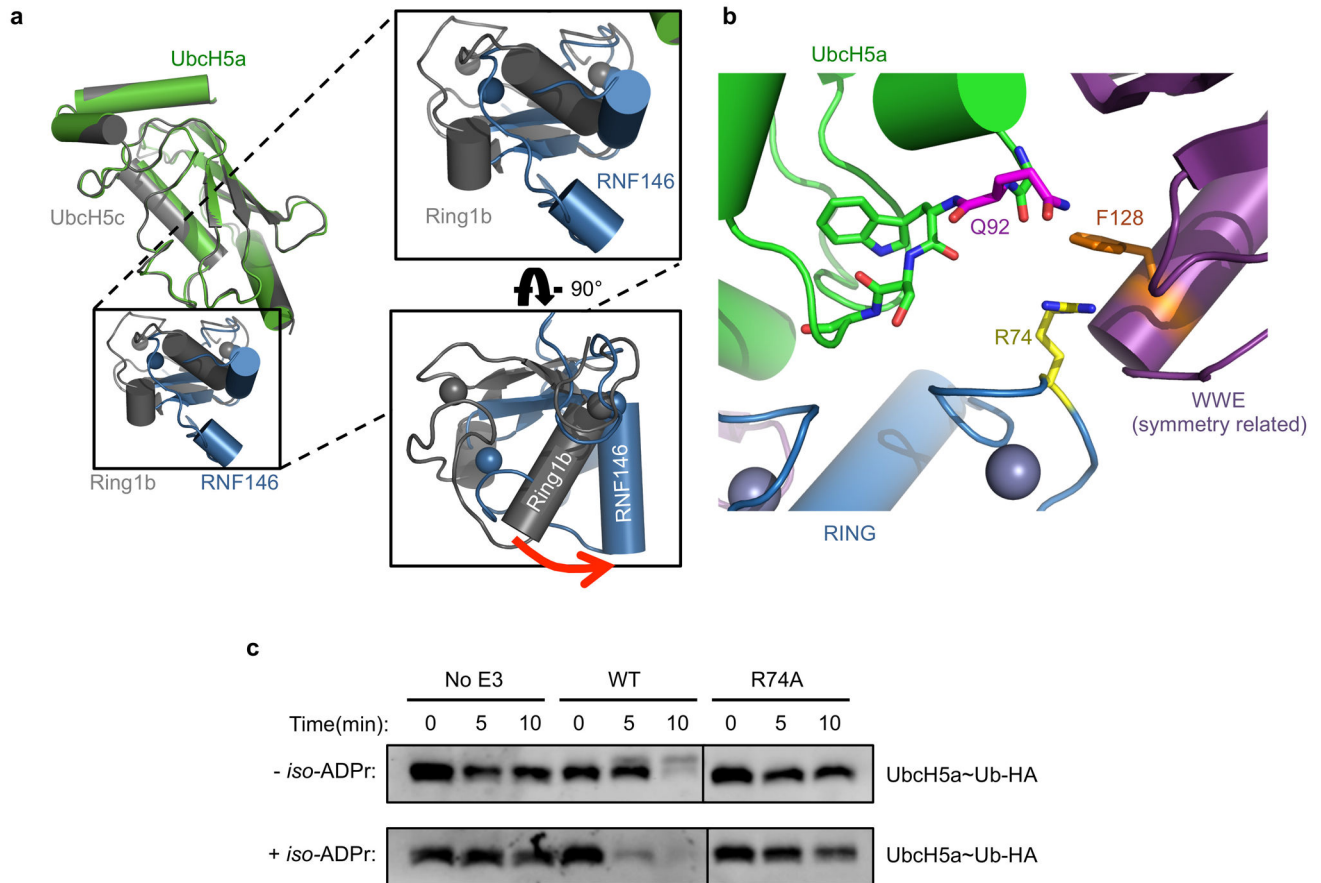 a
UbcH5a
UbcH5c
Ring1b
RNF146
Ring1b
RNF146
90°
Ring1b
RNF146
b
UbcH5a
Q92
F128
R74
WWE
(symmetry related)
RING
c
No E3 WT R74A
Time(min): 0 5 10 0 5 10 0 5 10
- iso-ADPr: UbcH5a~Ub-HA
+ iso-ADPr: UbcH5a~Ub-HA